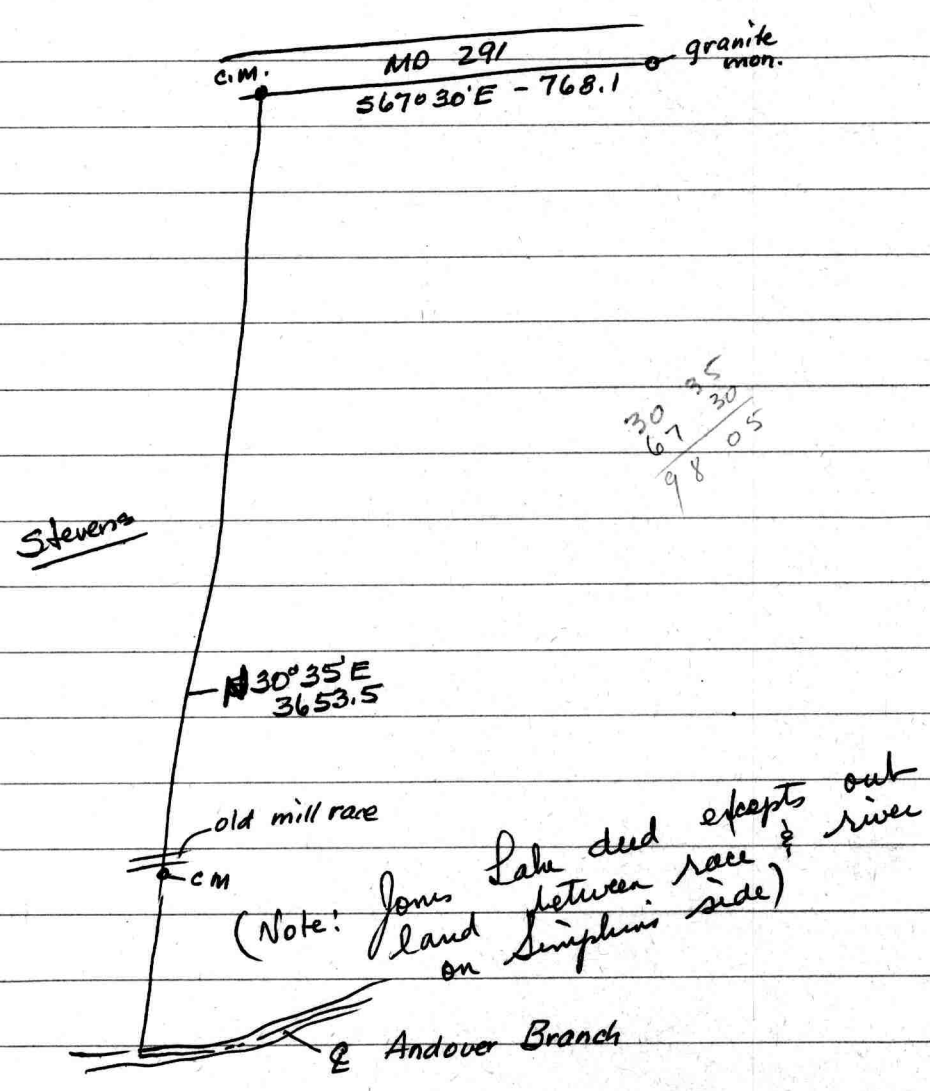 MD 291
c.m.
granite
mon.
S67°30'E - 768.1
30 35
67 30
98 05
Stevens
N30°35'E
3653.5
old mill race
CM
(Note: Jones Lake deed excepts out
land between race & river
on Simpkins side)
℄ Andover Branch